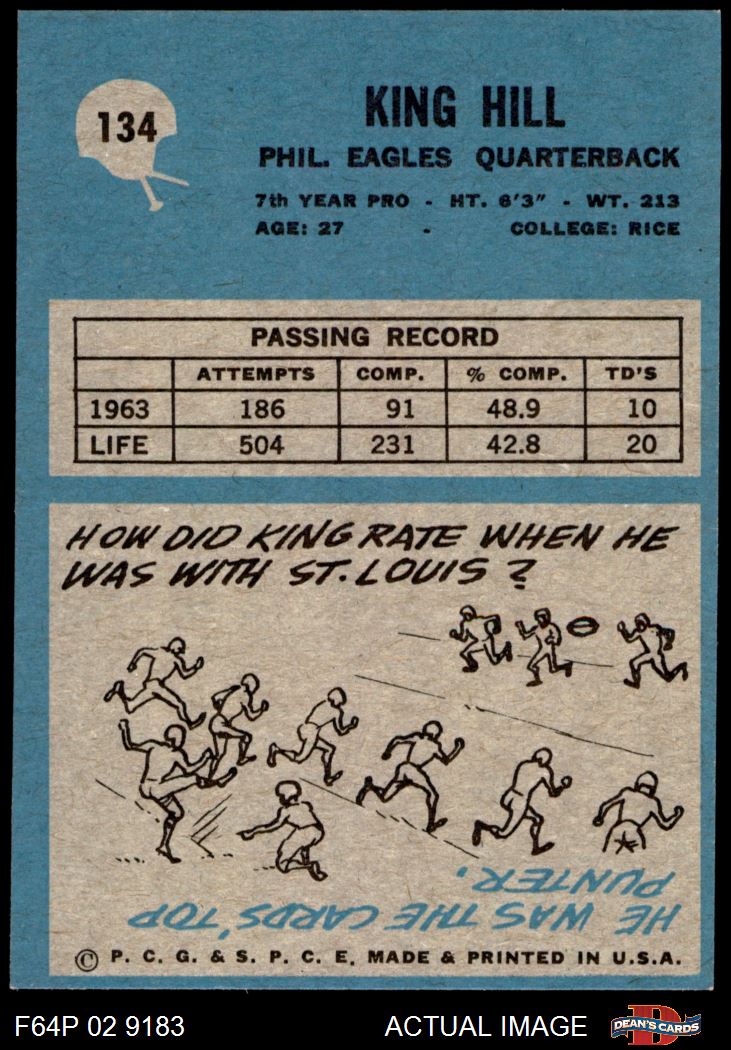 134
KING HILL
PHIL. EAGLES QUARTERBACK
7th YEAR PRO - HT. 6'3" - WT. 213
AGE: 27 - COLLEGE: RICE
PASSING RECORD
ATTEMPTS COMP. % COMP. TD'S
1963 186 91 48.9 10
LIFE 504 231 42.8 20
HOW DID KING RATE WHEN HE
WAS WITH ST. LOUIS ?
HE WAS THE CARDS' TOP
PUNTER.
© P. C. G. & S. P. C. E. MADE & PRINTED IN U.S.A.
F64P 02 9183 ACTUAL IMAGE
D
DEAN'S CARDS